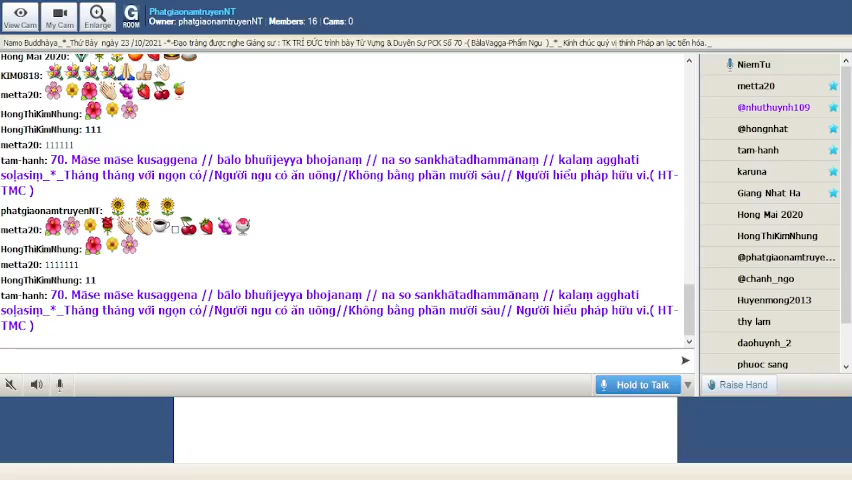 View Cam
My Cam
Enlarge
G
ROOM
PhatgiaonamtruyenNT
Owner: phatgiaonamtruyenNT | Members: 16 | Cams: 0
Namo Buddhàya_*_Thứ Bảy ngày 23 /10/2021 -*-Đạo tràng được nghe Giảng sư : TK TRÍ ĐỨC trình bày Từ Vựng & Duyên Sự PCK Số 70 -(BàlaVagga-Phẩm Ngu )_*_ Kính chúc quý vị thính Pháp an lạc tiến hóa._
Hong Mai 2020:
KIM0818:
metta20:
HongThiKimNhung:
HongThiKimNhung: 111
metta20: 111111
tam-hanh: 70. Māse māse kusaggena // bālo bhuñjeyya bhojanaṃ // na so sankhātadhammānaṃ // kalaṃ agghati
soḷasiṃ_*_Tháng tháng với ngọn cỏ//Người ngu có ăn uống//Không bằng phần mười sáu// Người hiểu pháp hữu vi.( HT-
TMC )
phatgiaonamtruyenNT:
metta20:
HongThiKimNhung:
metta20: 1111111
HongThiKimNhung: 11
tam-hanh: 70. Māse māse kusaggena // bālo bhuñjeyya bhojanaṃ // na so sankhātadhammānaṃ // kalaṃ agghati
soḷasiṃ_*_Tháng tháng với ngọn cỏ//Người ngu có ăn uống//Không bằng phần mười sáu// Người hiểu pháp hữu vi.( HT-
TMC )
Hold to Talk
Raise Hand
NiemTu
metta20
@nhuthuynh109
@hongnhat
tam-hanh
karuna
Giang Nhat Ha
Hong Mai 2020
HongThiKimNhung
@phatgiaonamtruye...
@chanh_ngo
Huyenmong2013
thy lam
daohuynh_2
phuoc sang